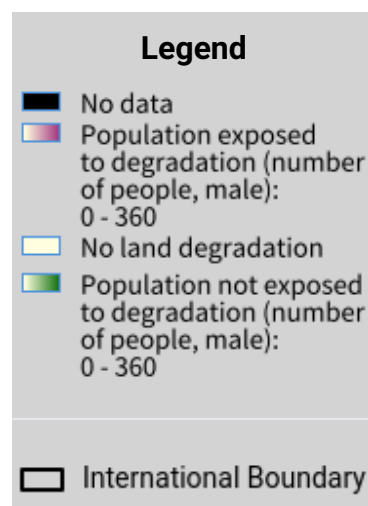 Legend
No data
Population exposed
to degradation (number
of people, male):
0 - 360
No land degradation
Population not exposed
to degradation (number
of people, male):
0 - 360
International Boundary